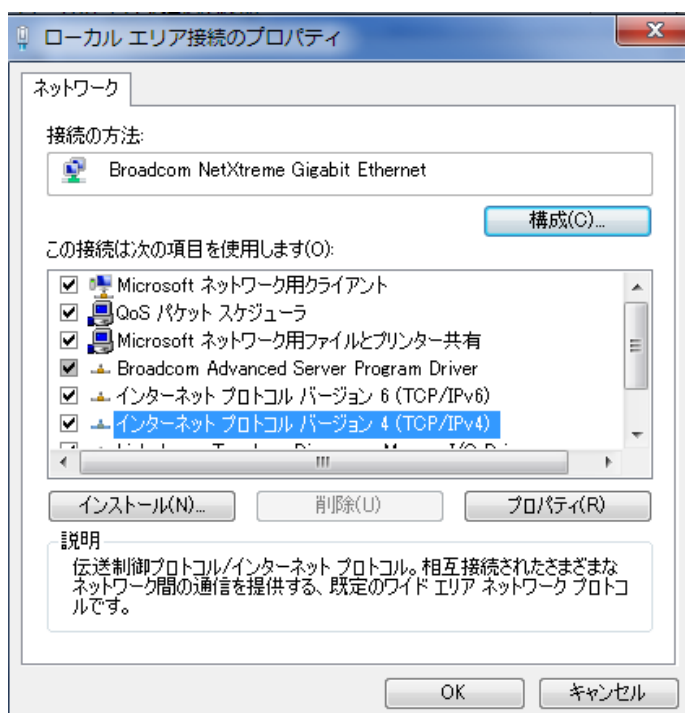 ローカル エリア接続のプロパティ
x
ネットワーク
接続の方法:
Broadcom NetXtreme Gigabit Ethernet
構成(C)...
この接続は次の項目を使用します(O):
Microsoft ネットワーク用クライアント
QoS パケット スケジューラ
Microsoft ネットワーク用ファイルとプリンター共有
Broadcom Advanced Server Program Driver
インターネット プロトコル バージョン 6 (TCP/IPv6)
インターネット プロトコル バージョン 4 (TCP/IPv4)
インストール(N)...
削除(U)
プロパティ(R)
説明
伝送制御プロトコル/インターネット プロトコル。相互接続されたさまざまな
ネットワーク間の通信を提供する、既定のワイド エリア ネットワーク プロトコ
ルです。
OK
キャンセル